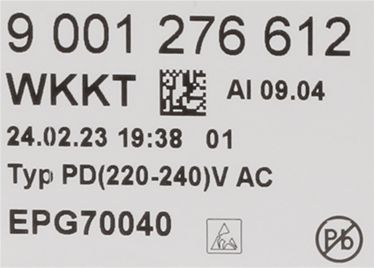 9 001 276 612
WKKT AI 09.04
24.02.23 19:38 01
Typ PD(220-240)V AC
EPG70040
Pb